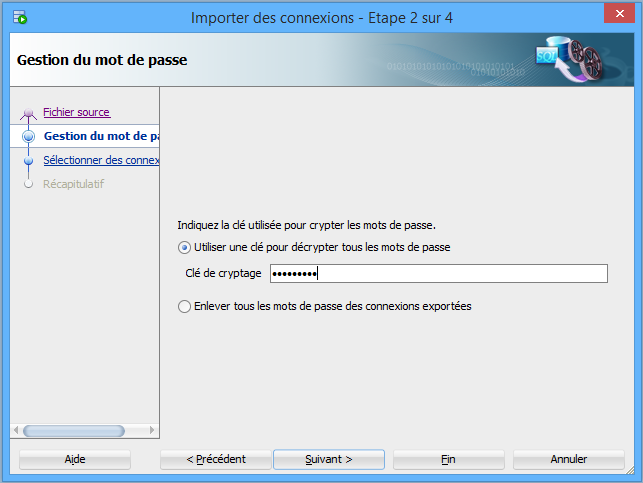 Importer des connexions - Etape 2 sur 4
Gestion du mot de passe
SQL
010101010101010101010101
0101010101010
Fichier source
Gestion du mot de pa
Sélectionner des connex
Récapitulatif
Indiquez la clé utilisée pour crypter les mots de passe.
Utiliser une clé pour décrypter tous les mots de passe
Clé de cryptage •••••••••
Enlever tous les mots de passe des connexions exportées
Aide
< Précédent
Suivant >
Fin
Annuler